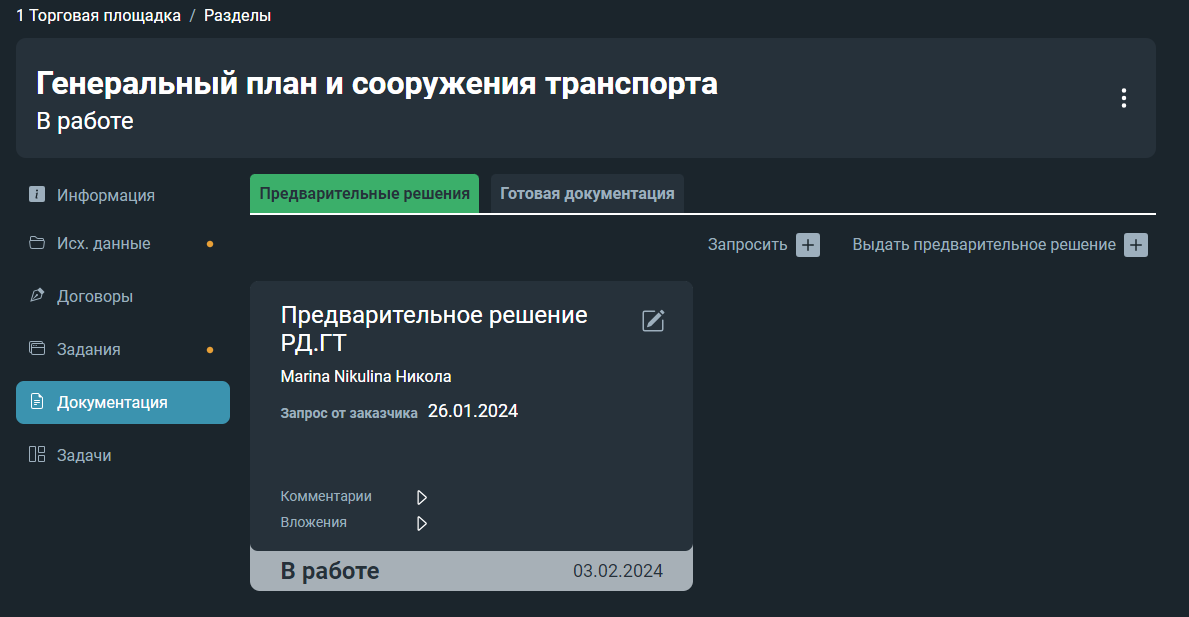 1 Торговая площадка / Разделы
Генеральный план и сооружения транспорта
В работе
Информация
Исх. данные
Договоры
Задания
Документация
Задачи
Предварительные решения Готовая документация
Запросить + Выдать предварительное решение +
Предварительное решение
РД.ГТ
Marina Nikulina Никола
Запрос от заказчика 26.01.2024
Комментарии
Вложения
В работе 03.02.2024